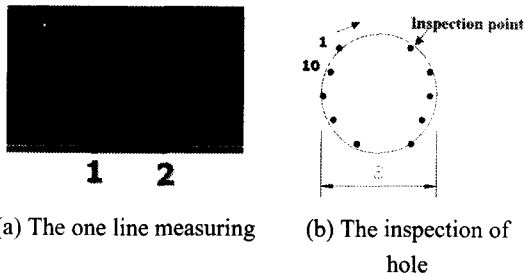 Inspection point
1
10
1 2
a
(a) The one line measuring
(b) The inspection of
hole